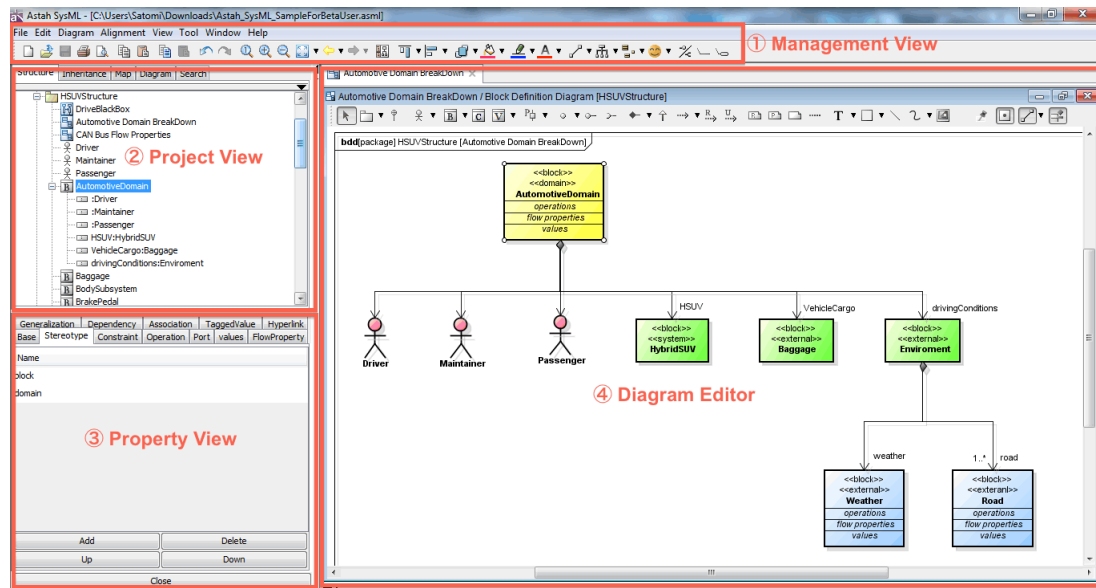 Astah SysML - [C:\Users\Satomi\Downloads\Astah_SysML_SampleForBetaUser.asml]
File Edit Diagram Alignment View Tool Window Help
① Management View
Structure Inheritance Map Diagram Search
HSUVStructure
DriveBlackBox
Automotive Domain BreakDown
CAN Bus Flow Properties
Driver
Maintainer
Passenger
② Project View
AutomotiveDomain
:Driver
:Maintainer
:Passenger
HSUV:HybridSUV
VehicleCargo:Baggage
drivingConditions:Enviroment
Baggage
BodySubsystem
BrakePedal
Generalization Dependency Association TaggedValue Hyperlink
Base Stereotype Constraint Operation Port values FlowProperty
Name
block
domain
③ Property View
Add Delete
Up Down
Close
Automotive Domain BreakDown
Automotive Domain BreakDown / Block Definition Diagram [HSUVStructure]
bdd[package] HSUVStructure [Automotive Domain BreakDown]
<<block>>
<<domain>>
AutomotiveDomain
operations
flow properties
values
HSUV
VehicleCargo
drivingConditions
Driver
Maintainer
Passenger
<<block>>
<<system>>
HybridSUV
<<block>>
<<external>>
Baggage
<<block>>
<<external>>
Enviroment
④ Diagram Editor
weather
1..* road
<<block>>
<<external>>
Weather
operations
flow properties
values
<<block>>
<<exteranl>>
Road
operations
flow properties
values